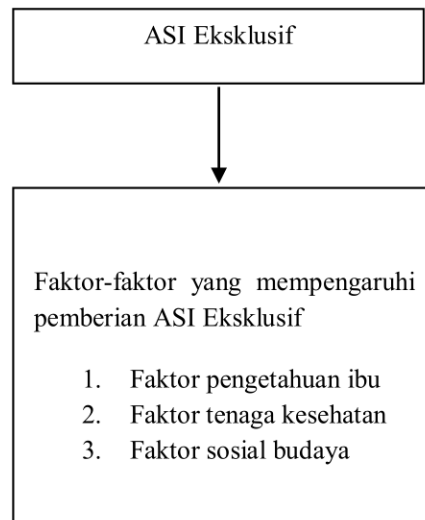 ASI Eksklusif
Faktor-faktor yang mempengaruhi
pemberian ASI Eksklusif
1. Faktor pengetahuan ibu
2. Faktor tenaga kesehatan
3. Faktor sosial budaya